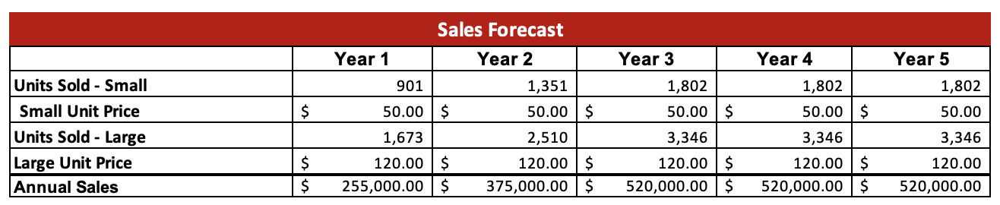 Sales Forecast
Year 1 Year 2 Year 3 Year 4 Year 5
Units Sold - Small 901 1,351 1,802 1,802 1,802
Small Unit Price $ 50.00 $ 50.00 $ 50.00 $ 50.00 $ 50.00
Units Sold - Large 1,673 2,510 3,346 3,346 3,346
Large Unit Price $ 120.00 $ 120.00 $ 120.00 $ 120.00 $ 120.00
Annual Sales $ 255,000.00 $ 375,000.00 $ 520,000.00 $ 520,000.00 $ 520,000.00